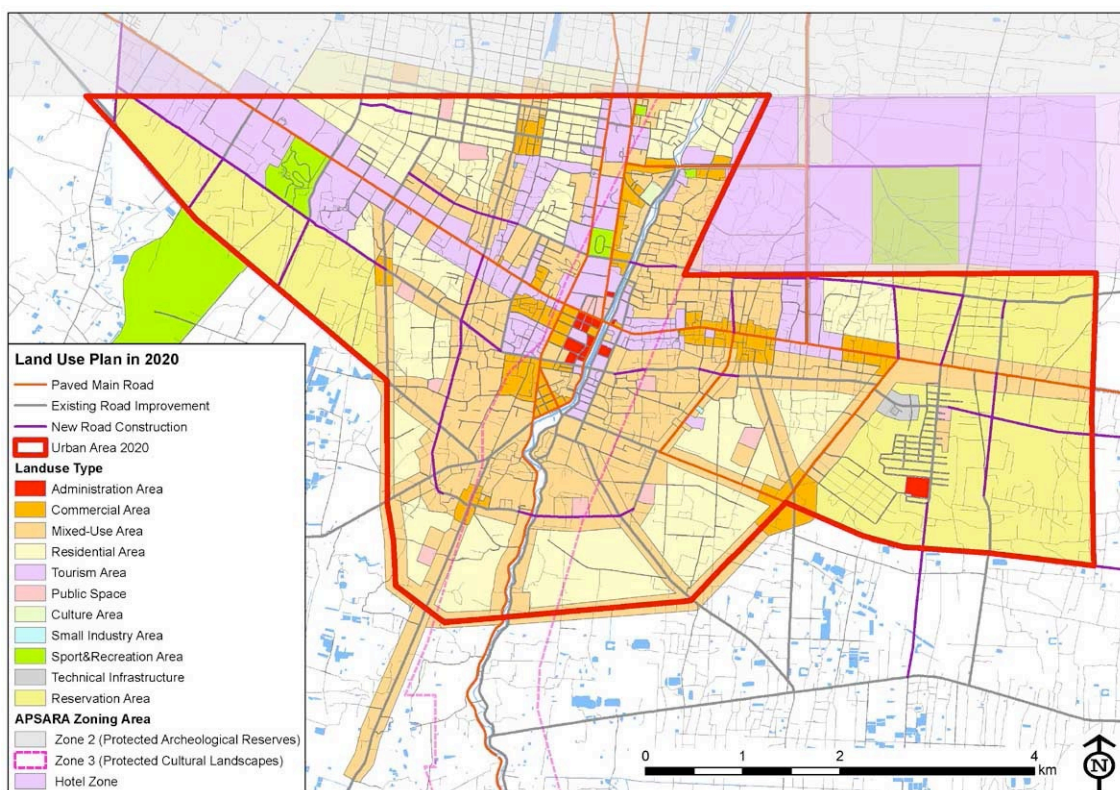 Land Use Plan in 2020
Paved Main Road
Existing Road Improvement
New Road Construction
Urban Area 2020
Landuse Type
Administration Area
Commercial Area
Mixed-Use Area
Residential Area
Tourism Area
Public Space
Culture Area
Small Industry Area
Sport&Recreation Area
Technical Infrastructure
Reservation Area
APSARA Zoning Area
Zone 2 (Protected Archeological Reserves)
Zone 3 (Protected Cultural Landscapes)
Hotel Zone
0 1 2 4
km
N